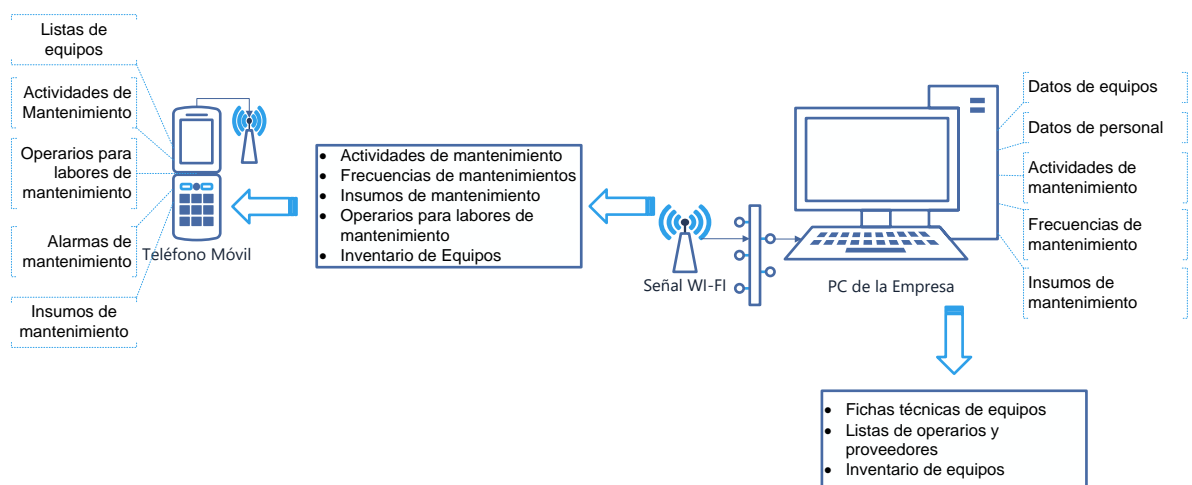 Listas de
equipos
Actividades de
Mantenimiento
Operarios para
labores de
mantenimiento
Alarmas de
mantenimiento
Insumos de
mantenimiento
Teléfono Móvil
• Actividades de mantenimiento
• Frecuencias de mantenimientos
• Insumos de mantenimiento
• Operarios para labores de
mantenimiento
• Inventario de Equipos
Señal WI-FI
PC de la Empresa
Datos de equipos
Datos de personal
Actividades de
mantenimiento
Frecuencias de
mantenimiento
Insumos de
mantenimiento
• Fichas técnicas de equipos
• Listas de operarios y
proveedores
• Inventario de equipos